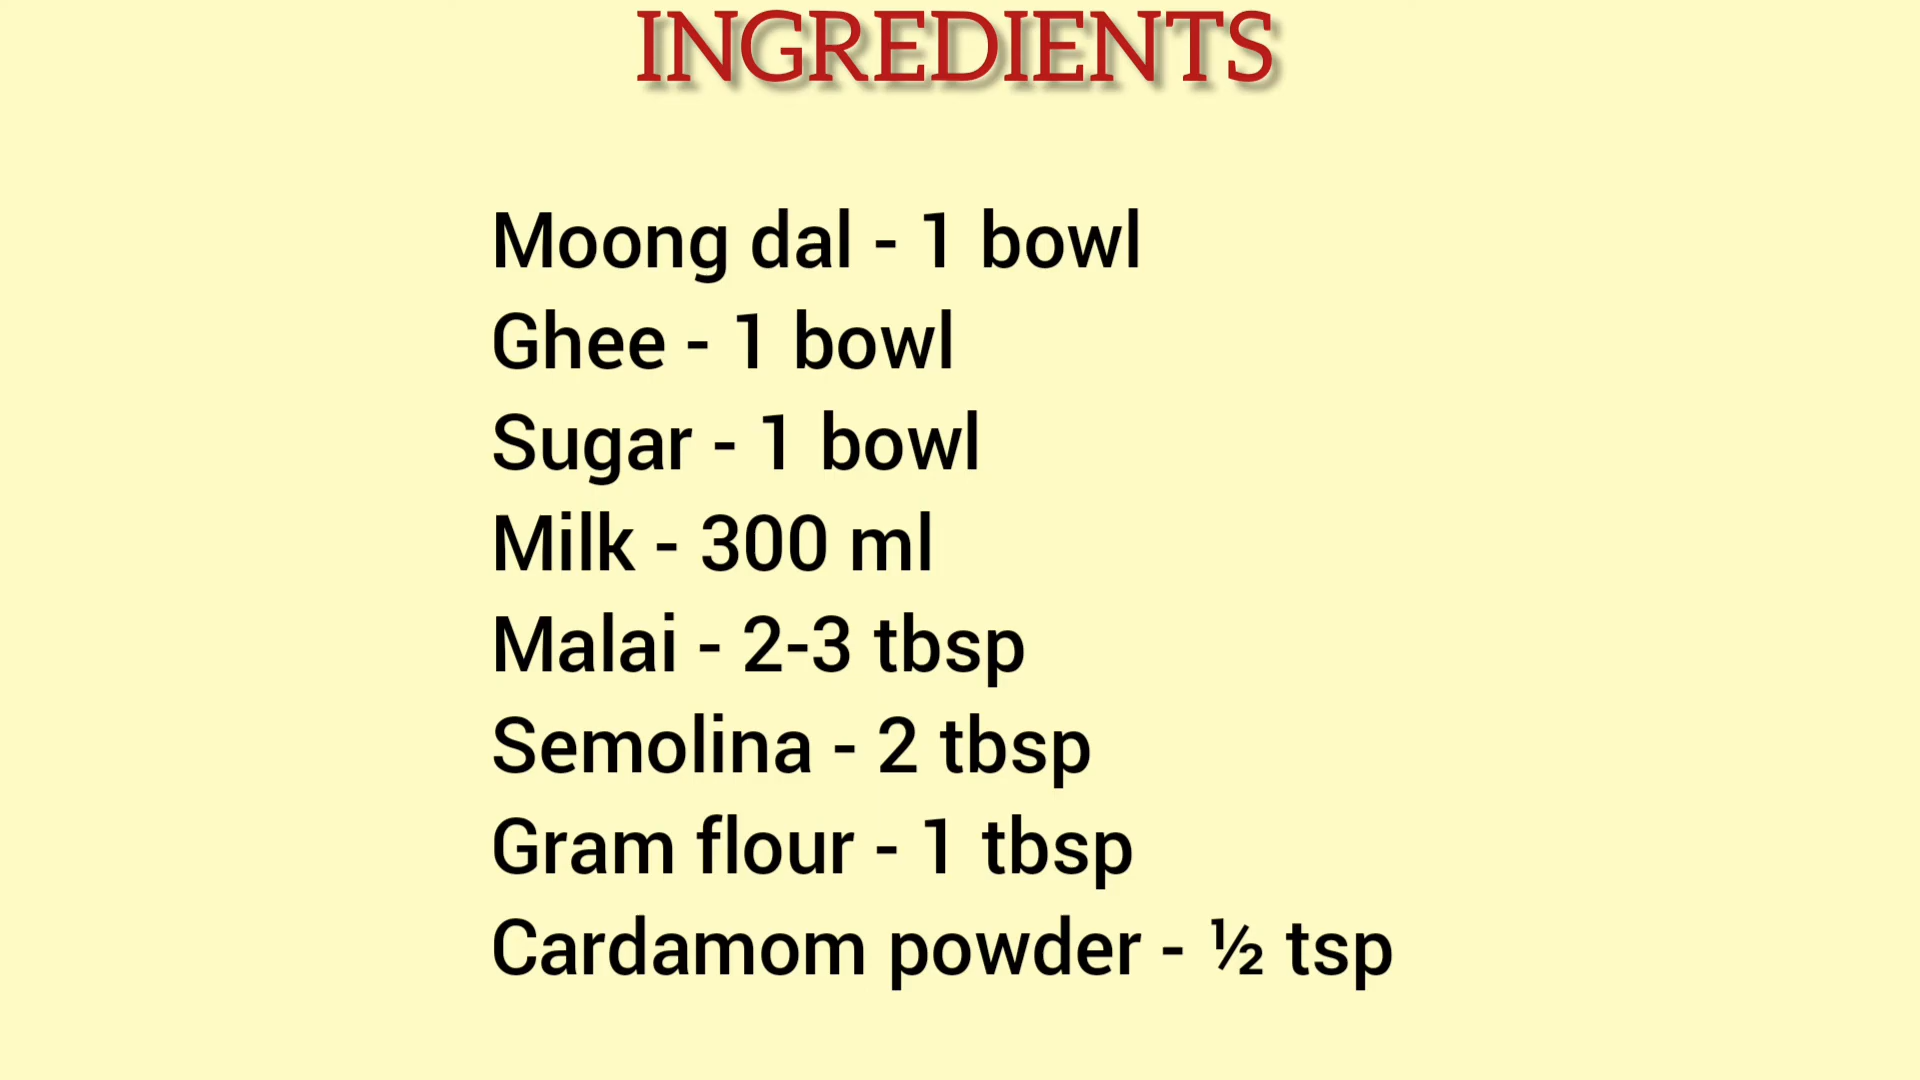 INGREDIENTS
Moong dal - 1 bowl
Ghee - 1 bowl
Sugar - 1 bowl
Milk - 300 ml
Malai - 2-3 tbsp
Semolina - 2 tbsp
Gram flour - 1 tbsp
Cardamom powder - ½ tsp